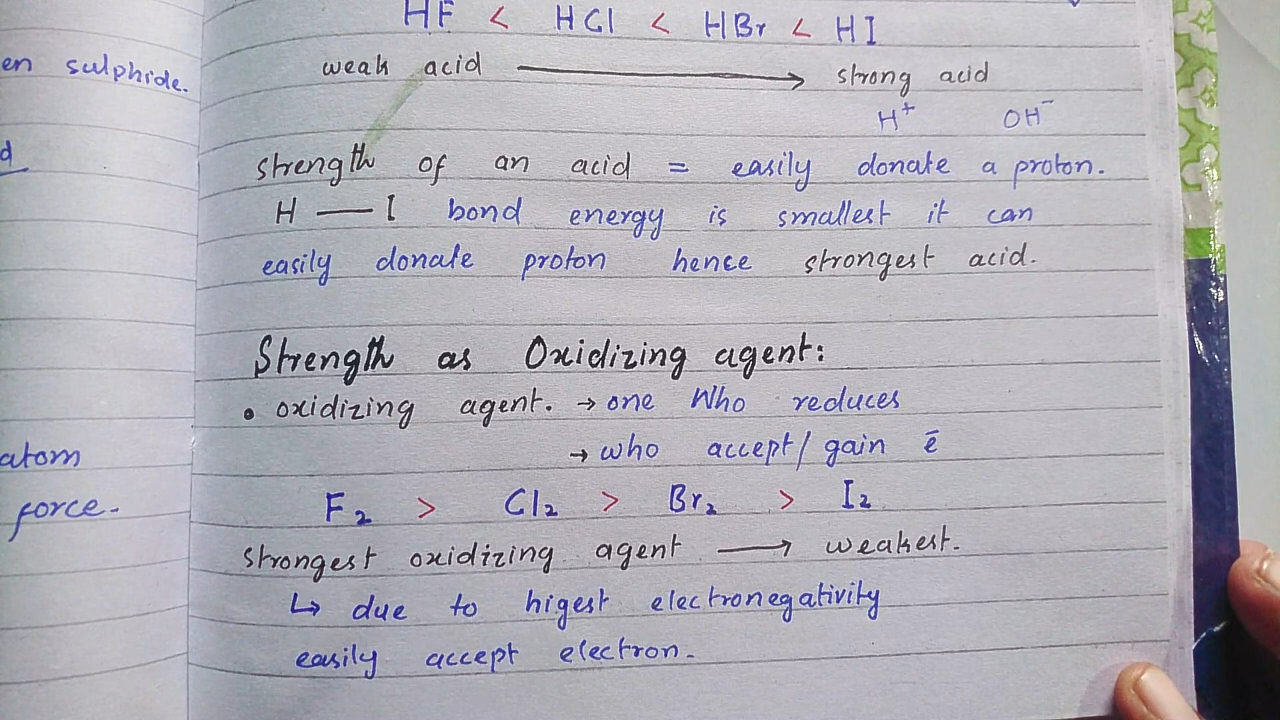 en sulphide.
d
atom
force.
HF < HCl < HBr < HI
weak acid ⟶ strong acid
H⁺ OH⁻
strength of an acid = easily donate a proton.
H — I bond energy is smallest it can
easily donate proton hence strongest acid.
Strength as Oxidizing agent:
• oxidizing agent. → one Who reduces
→ who accept/ gain ē
F₂ > Cl₂ > Br₂ > I₂
strongest oxidizing agent ⟶ weakest.
↳ due to higest electronegativity
easily accept electron.